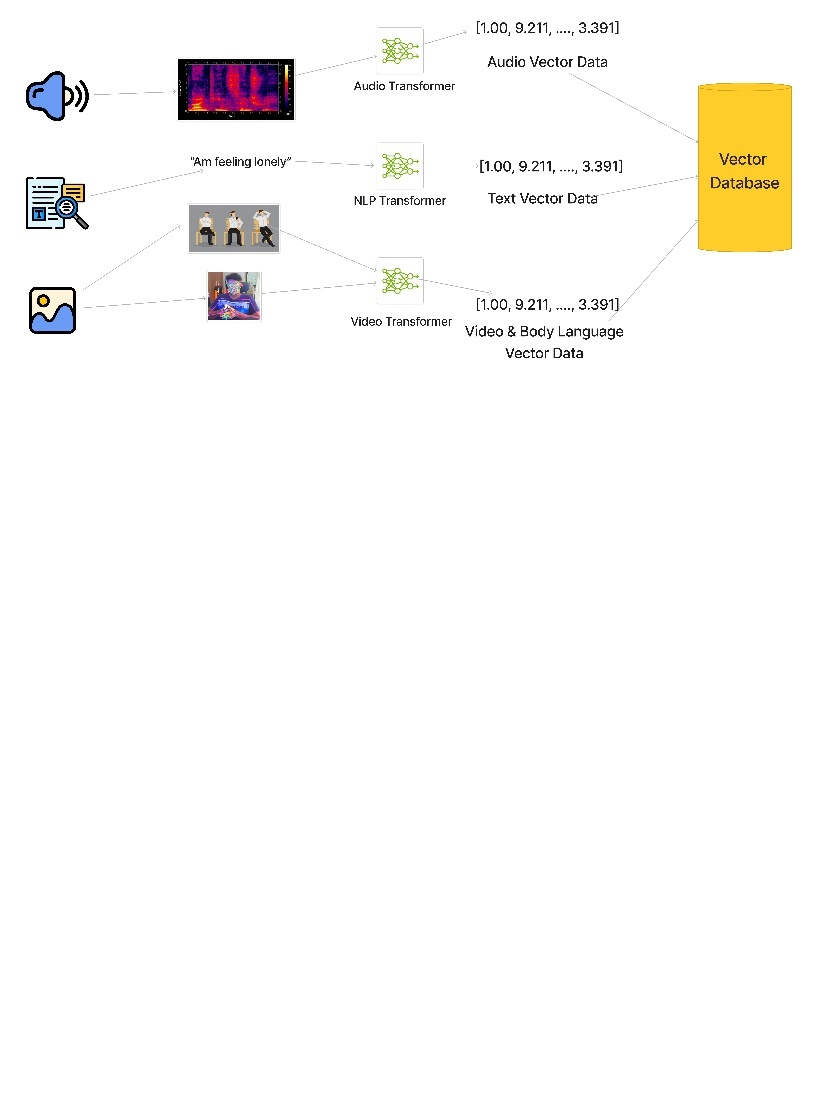 [1.00, 9.211, ...., 3.391]
Audio Vector Data
Audio Transformer
"Am feeling lonely"
NLP Transformer
[1.00, 9.211, ...., 3.391]
Text Vector Data
Vector
Database
Video Transformer
[1.00, 9.211, ...., 3.391]
Video & Body Language
Vector Data
T